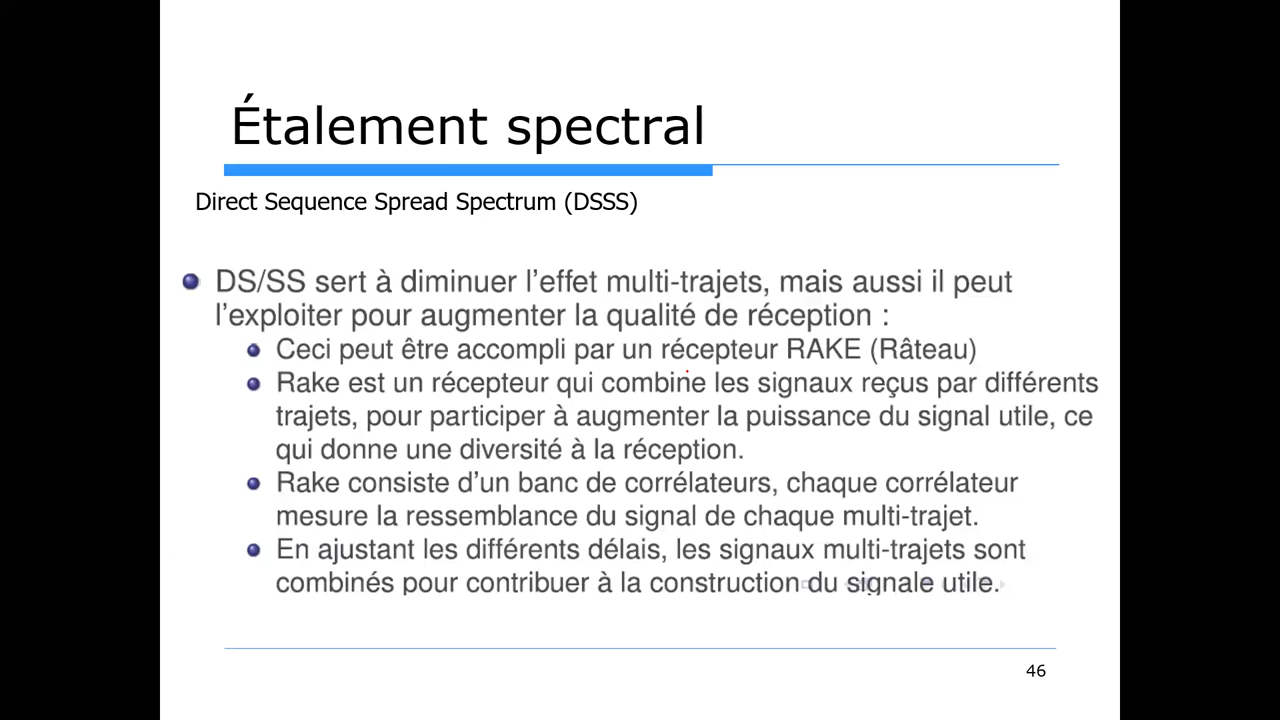 Étalement spectral
Direct Sequence Spread Spectrum (DSSS)
DS/SS sert à diminuer l'effet multi-trajets, mais aussi il peut
l'exploiter pour augmenter la qualité de réception :
Ceci peut être accompli par un récepteur RAKE (Râteau)
Rake est un récepteur qui combine les signaux reçus par différents
trajets, pour participer à augmenter la puissance du signal utile, ce
qui donne une diversité à la réception.
Rake consiste d'un banc de corrélateurs, chaque corrélateur
mesure la ressemblance du signal de chaque multi-trajet.
En ajustant les différents délais, les signaux multi-trajets sont
combinés pour contribuer à la construction du signale utile.
46